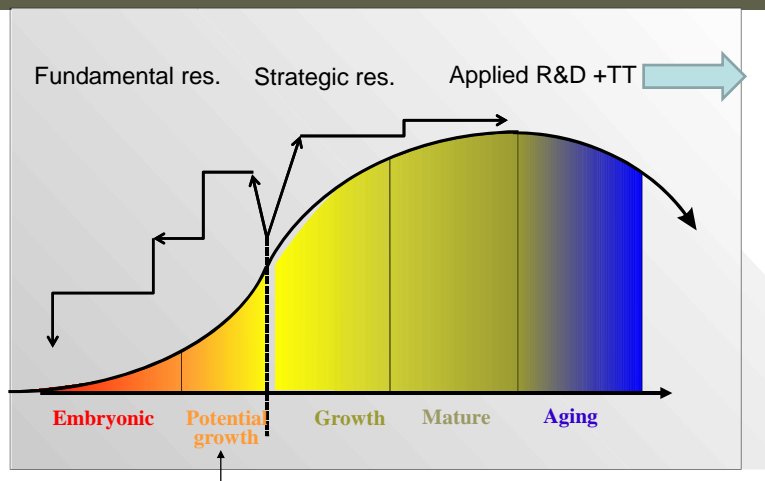 Fundamental res. Strategic res. Applied R&D +TT
Embryonic Potential Growth Mature Aging
growth